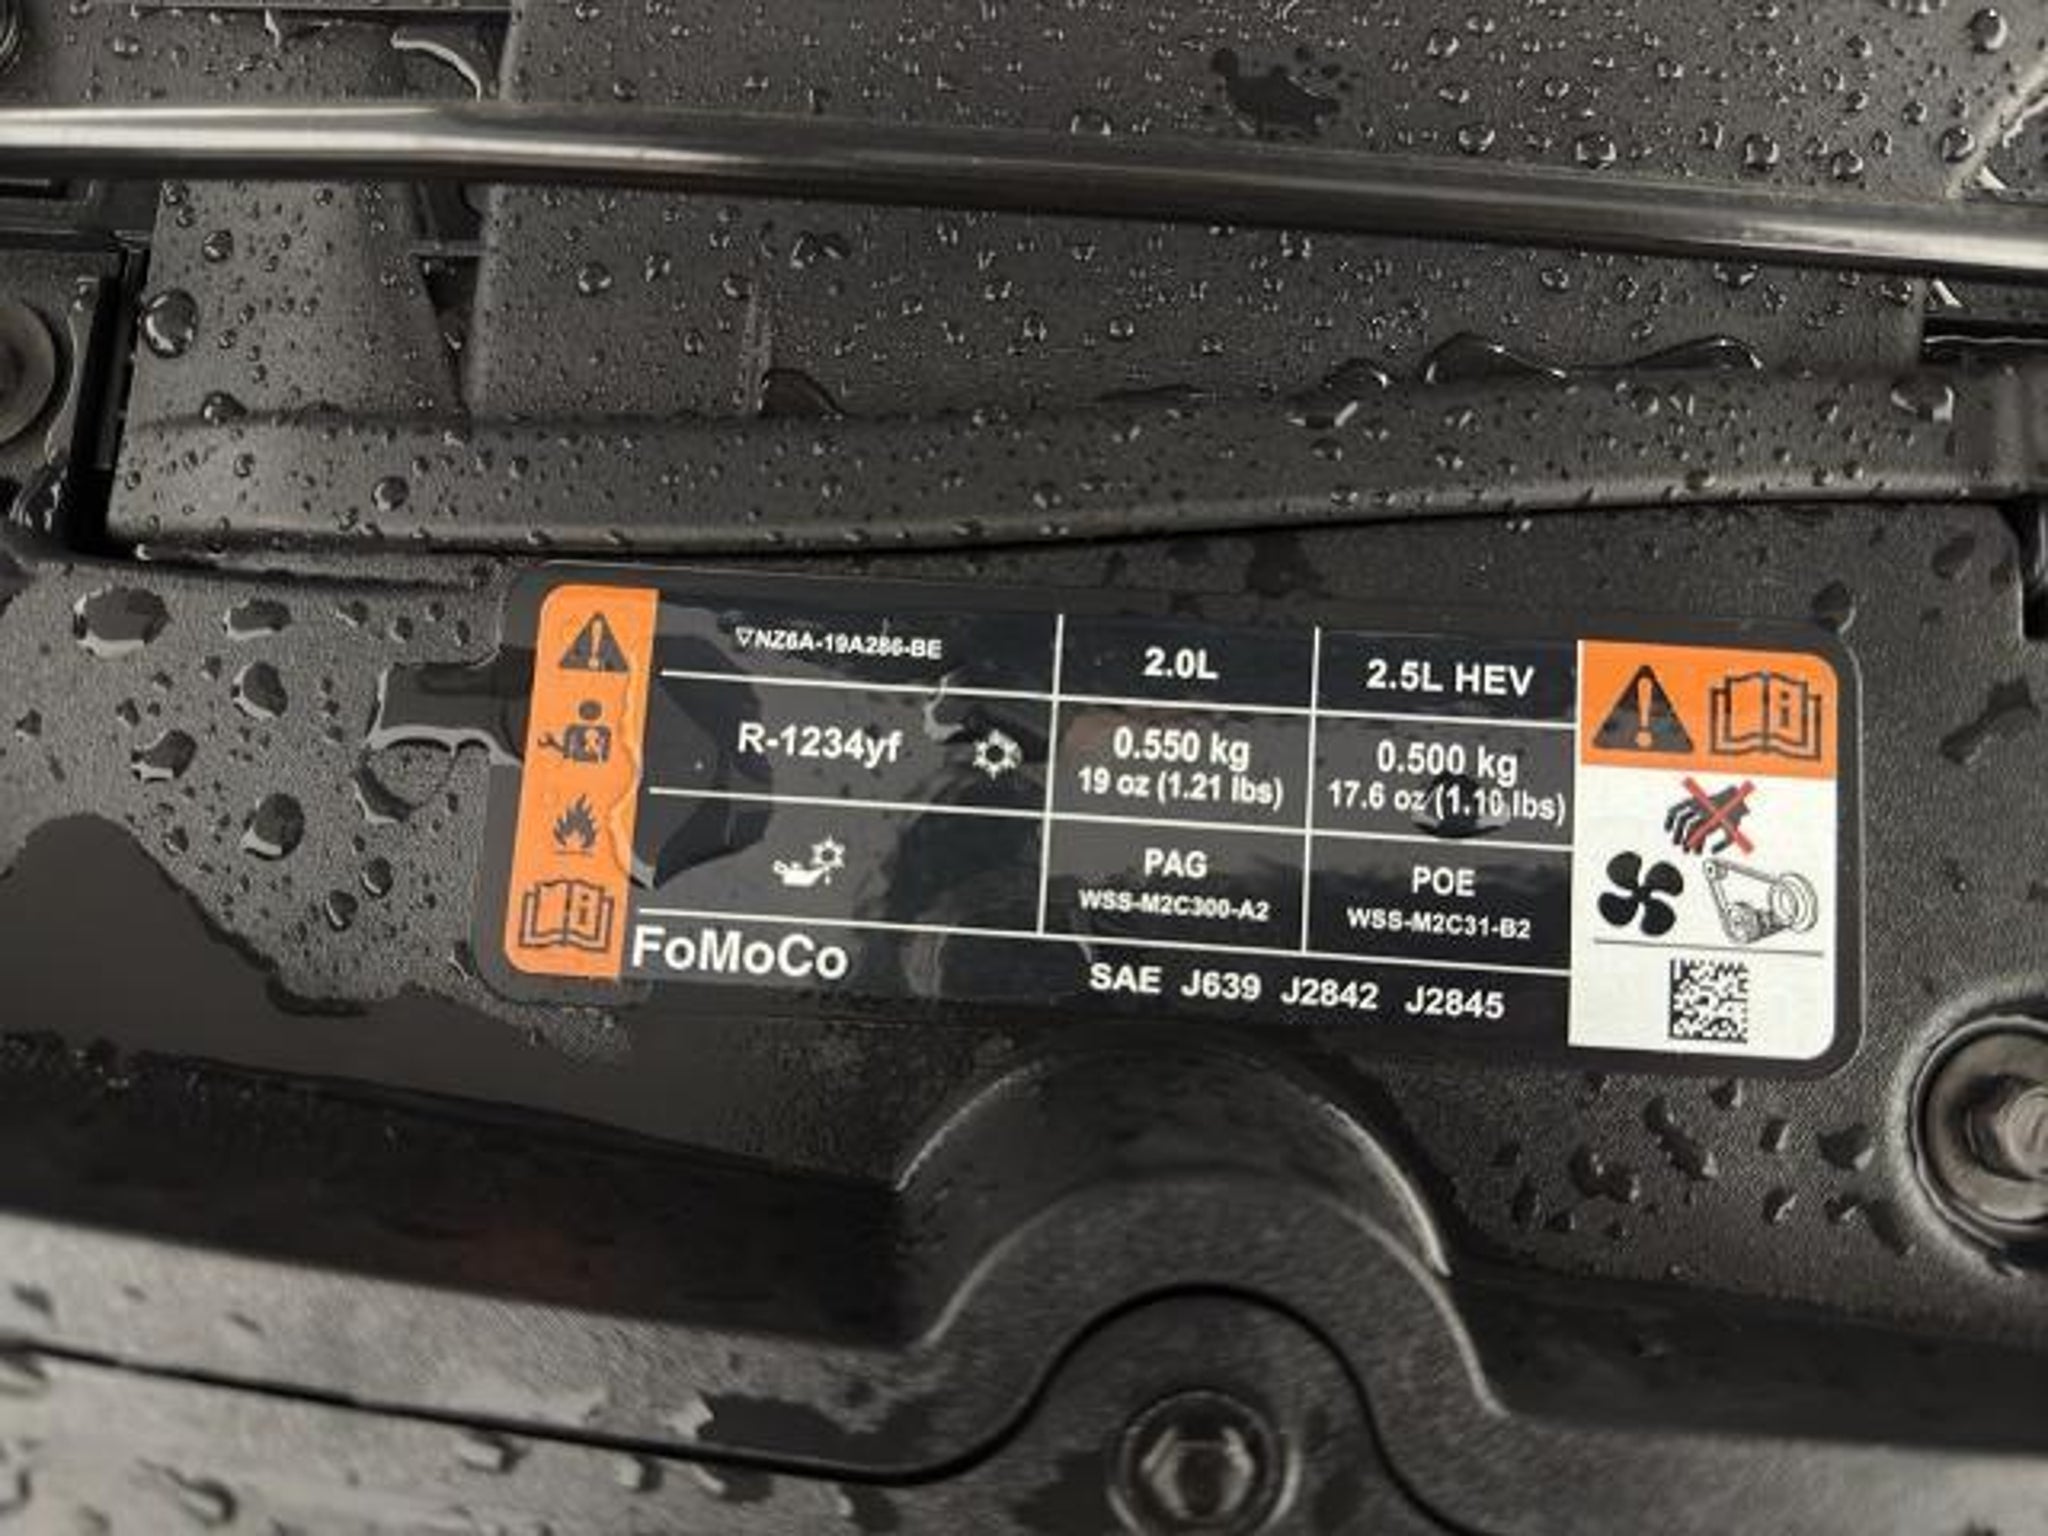 ▽NZ6A-19A286-BE
2.0L
2.5L HEV
R-1234yf
0.550 kg
19 oz (1.21 lbs)
0.500 kg
17.6 oz (1.10 lbs)
PAG
WSS-M2C300-A2
POE
WSS-M2C31-B2
FoMoCo
SAE J639 J2842 J2845